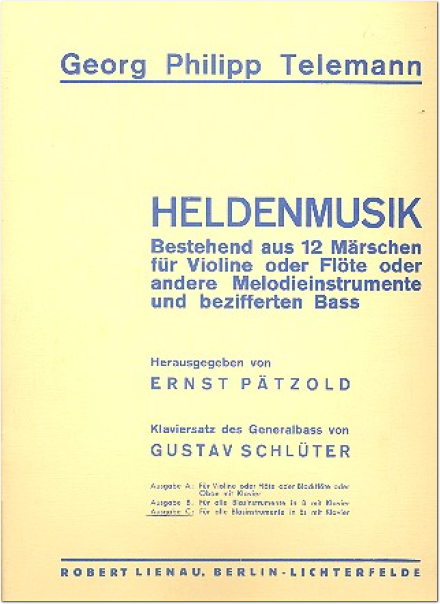 Georg Philipp Telemann
HELDENMUSIK
Bestehend aus 12 Märschen
für Violine oder Flöte oder
andere Melodieinstrumente
und bezifferten Bass
Herausgegeben von
ERNST PÄTZOLD
Klaviersatz des Generalbass von
GUSTAV SCHLÜTER
Ausgabe A: Für Violine oder Flöte oder Blockflöte oder
Oboe mit Klavier
Ausgabe B: Für alle Blasinstrumente in B mit Klavier
Ausgabe C: Für alle Blasinstrumente in Es mit Klavier
ROBERT LIENAU, BERLIN-LICHTERFELDE